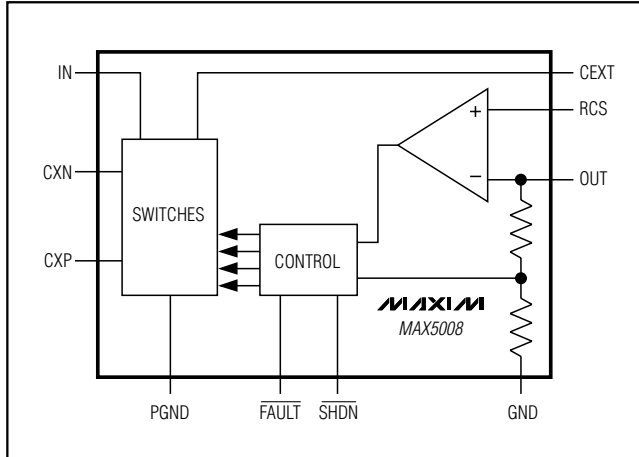 IN
CEXT
RCS
+
−
OUT
CXN
SWITCHES
CXP
CONTROL
MAXIM
MAX5008
PGND
FAULT
SHDN
GND